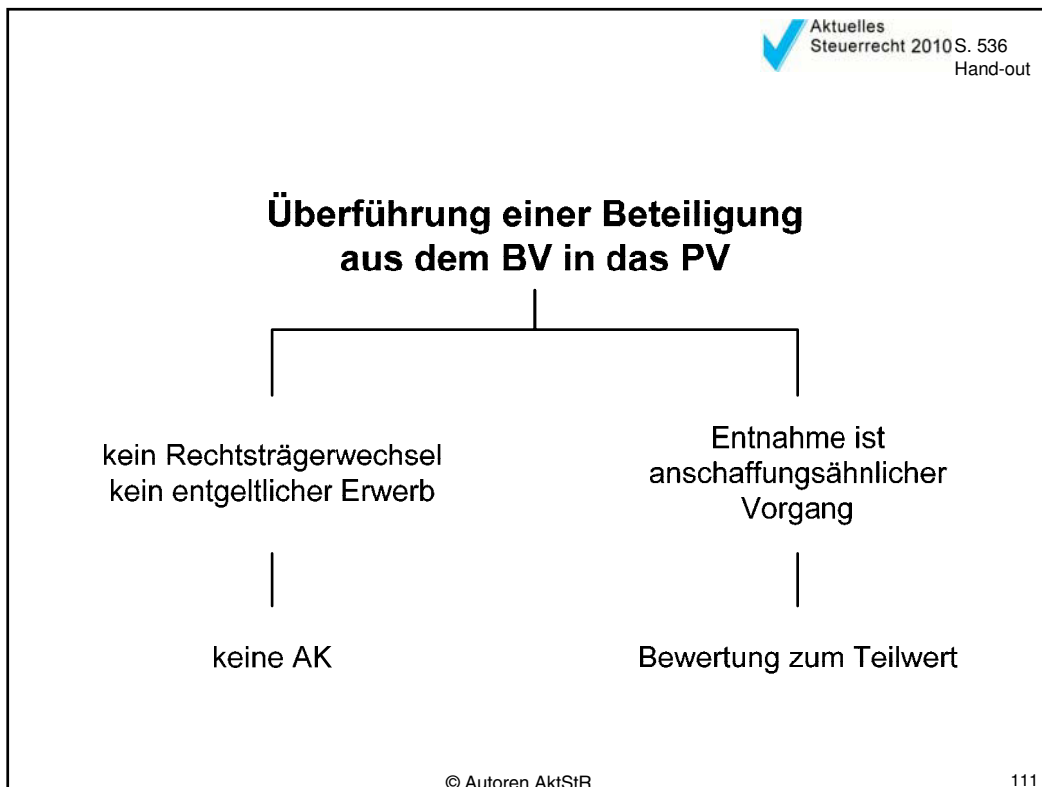 Aktuelles
Steuerrecht 2010 S. 536
Hand-out
Überführung einer Beteiligung
aus dem BV in das PV
kein Rechtsträgerwechsel
kein entgeltlicher Erwerb
Entnahme ist
anschaffungsähnlicher
Vorgang
keine AK
Bewertung zum Teilwert
© Autoren AktStR
111